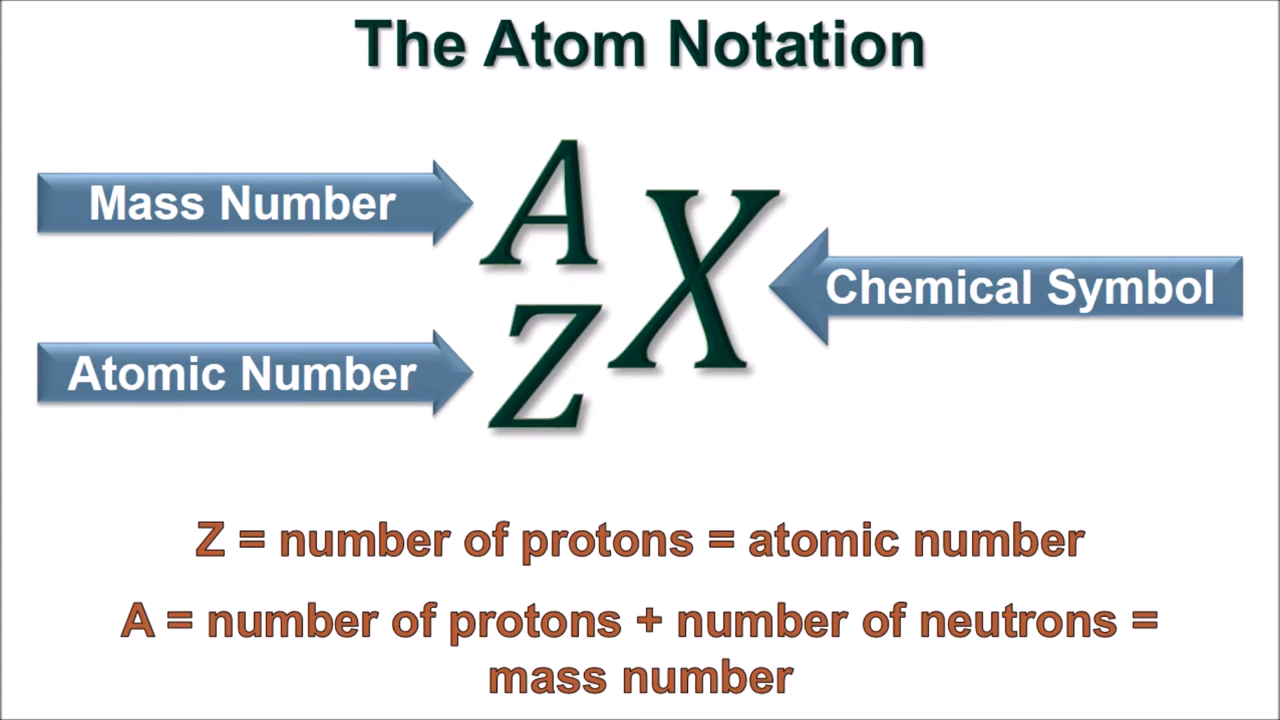 The Atom Notation
Mass Number
A
X
Chemical Symbol
Atomic Number
Z
Z = number of protons = atomic number
A = number of protons + number of neutrons =
mass number